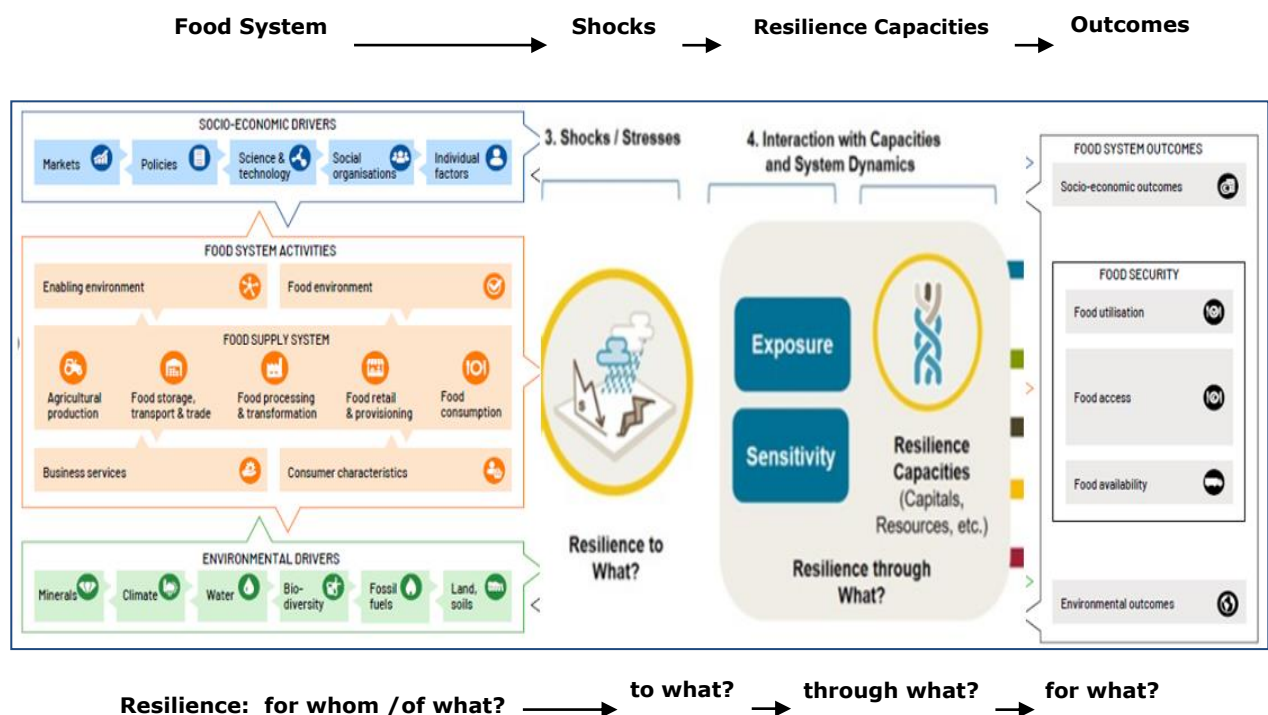 Food System
Shocks
Resilience Capacities
Outcomes
SOCIO-ECONOMIC DRIVERS
Markets
Policies
Science &
technology
Social
organisations
Individual
factors
FOOD SYSTEM ACTIVITIES
Enabling environment
Food environment
FOOD SUPPLY SYSTEM
Agricultural
production
Food storage,
transport & trade
Food processing
& transformation
Food retail
& provisioning
Food
consumption
Business services
Consumer characteristics
ENVIRONMENTAL DRIVERS
Minerals
Climate
Water
Bio-
diversity
Fossil
fuels
Land,
soils
3. Shocks / Stresses
$
Resilience to
What?
4. Interaction with Capacities
and System Dynamics
Exposure
Sensitivity
Resilience
Capacities
(Capitals,
Resources, etc.)
Resilience through
What?
FOOD SYSTEM OUTCOMES
Socio-economic outcomes
FOOD SECURITY
Food utilisation
Food access
Food availability
Environmental outcomes
Resilience: for whom /of what?
to what?
through what?
for what?